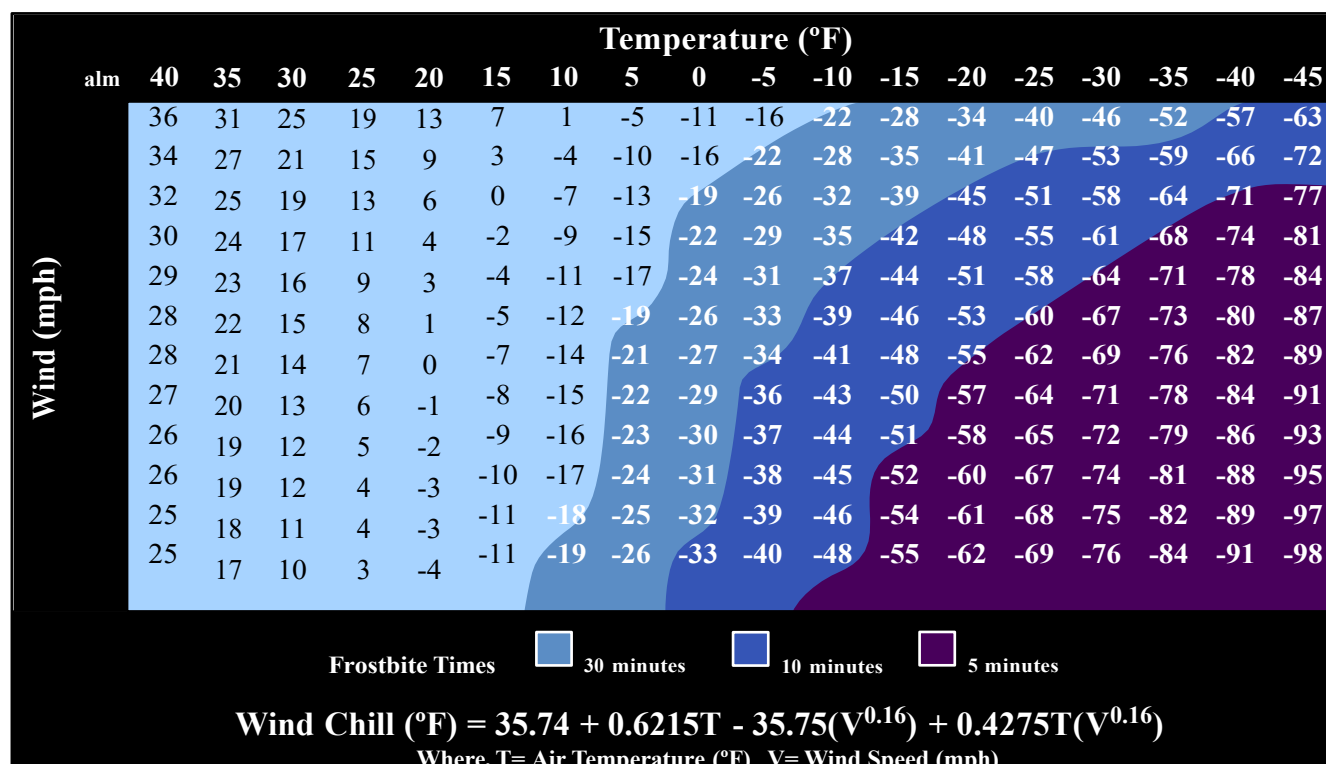 Temperature (ºF)
alm 40 35 30 25 20 15 10 5 0 -5 -10 -15 -20 -25 -30 -35 -40 -45
36 31 25 19 13 7 1 -5 -11 -16 -22 -28 -34 -40 -46 -52 -57 -63
34 27 21 15 9 3 -4 -10 -16 -22 -28 -35 -41 -47 -53 -59 -66 -72
32 25 19 13 6 0 -7 -13 -19 -26 -32 -39 -45 -51 -58 -64 -71 -77
30 24 17 11 4 -2 -9 -15 -22 -29 -35 -42 -48 -55 -61 -68 -74 -81
29 23 16 9 3 -4 -11 -17 -24 -31 -37 -44 -51 -58 -64 -71 -78 -84
28 22 15 8 1 -5 -12 -19 -26 -33 -39 -46 -53 -60 -67 -73 -80 -87
28 21 14 7 0 -7 -14 -21 -27 -34 -41 -48 -55 -62 -69 -76 -82 -89
27 20 13 6 -1 -8 -15 -22 -29 -36 -43 -50 -57 -64 -71 -78 -84 -91
26 19 12 5 -2 -9 -16 -23 -30 -37 -44 -51 -58 -65 -72 -79 -86 -93
26 19 12 4 -3 -10 -17 -24 -31 -38 -45 -52 -60 -67 -74 -81 -88 -95
25 18 11 4 -3 -11 -18 -25 -32 -39 -46 -54 -61 -68 -75 -82 -89 -97
25 17 10 3 -4 -11 -19 -26 -33 -40 -48 -55 -62 -69 -76 -84 -91 -98
Wind (mph)
Frostbite Times 30 minutes 10 minutes 5 minutes
Wind Chill (ºF) = 35.74 + 0.6215T - 35.75(V^0.16) + 0.4275T(V^0.16)
Where, T= Air Temperature (ºF) V= Wind Speed (mph)